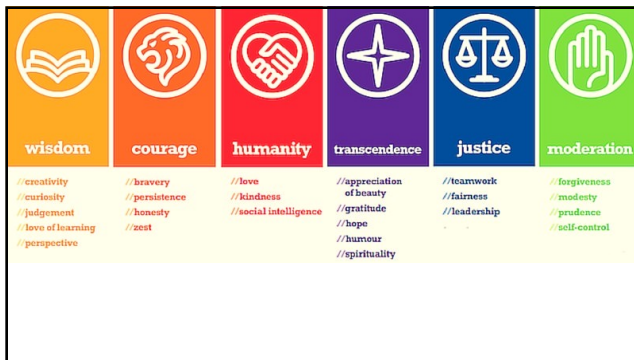 wisdom
//creativity
//curiosity
//judgement
//love of learning
//perspective
courage
//bravery
//persistence
//honesty
//zest
humanity
//love
//kindness
//social intelligence
transcendence
//appreciation
of beauty
//gratitude
//hope
//humour
//spirituality
justice
//teamwork
//fairness
//leadership
moderation
//forgiveness
//modesty
//prudence
//self-control